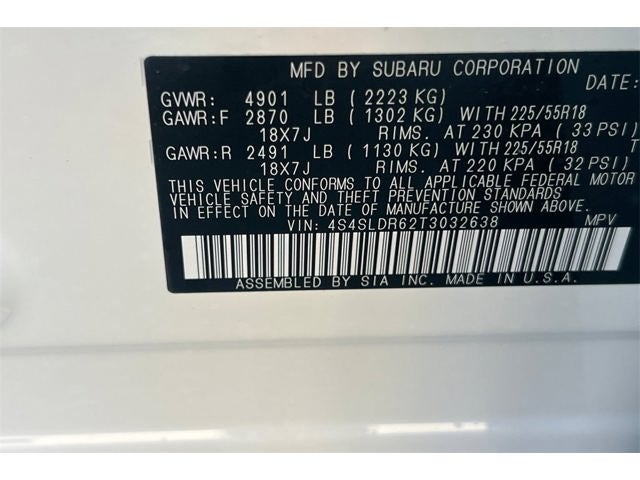 MFD BY SUBARU CORPORATION DATE:
GVWR: 4901 LB ( 2223 KG)
GAWR:F 2870 LB ( 1302 KG) WITH 225/55R18
18X7J RIMS. AT 230 KPA ( 33 PSI)
GAWR:R 2491 LB ( 1130 KG) WITH 225/55R18 T
18X7J RIMS. AT 220 KPA ( 32 PSI)
THIS VEHICLE CONFORMS TO ALL APPLICABLE FEDERAL MOTOR
VEHICLE SAFETY AND THEFT PREVENTION STANDARDS
IN EFFECT ON THE DATE OF MANUFACTURE SHOWN ABOVE.
VIN: 4S4SLDR62T3032638 MPV
ASSEMBLED BY SIA INC. MADE IN U.S.A.